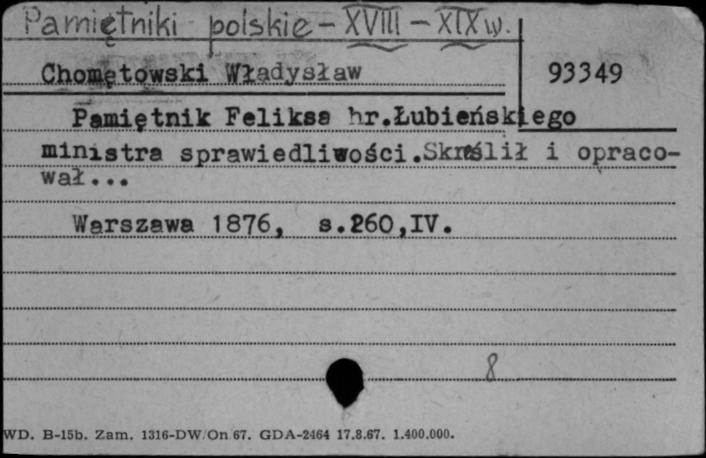 Pamiętniki polskie - XVIII - XIX w.
Chomętowski Władysław 93349
Pamiętnik Feliksa hr.Łubieńskiego
ministra sprawiedliwości.Skreślił i opraco-
wał...
Warszawa 1876, s.260,IV.
8
WD. B-15b. Zam. 1316-DW/On 67. GDA-2464 17.8.67. 1.400.000.